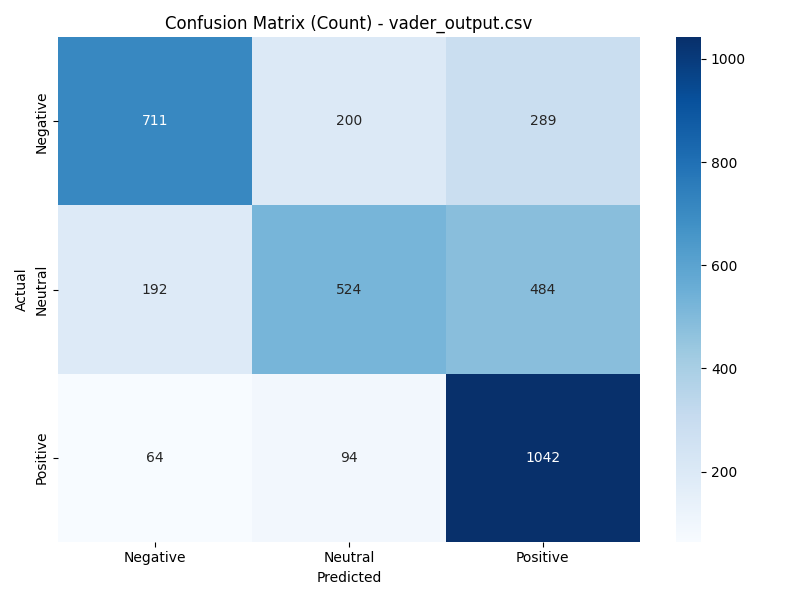 Confusion Matrix (Count) - vader_output.csv
Negative
711
200
289
Actual
Neutral
192
524
484
Positive
64
94
1042
Negative
Neutral
Positive
Predicted
1000
800
600
400
200